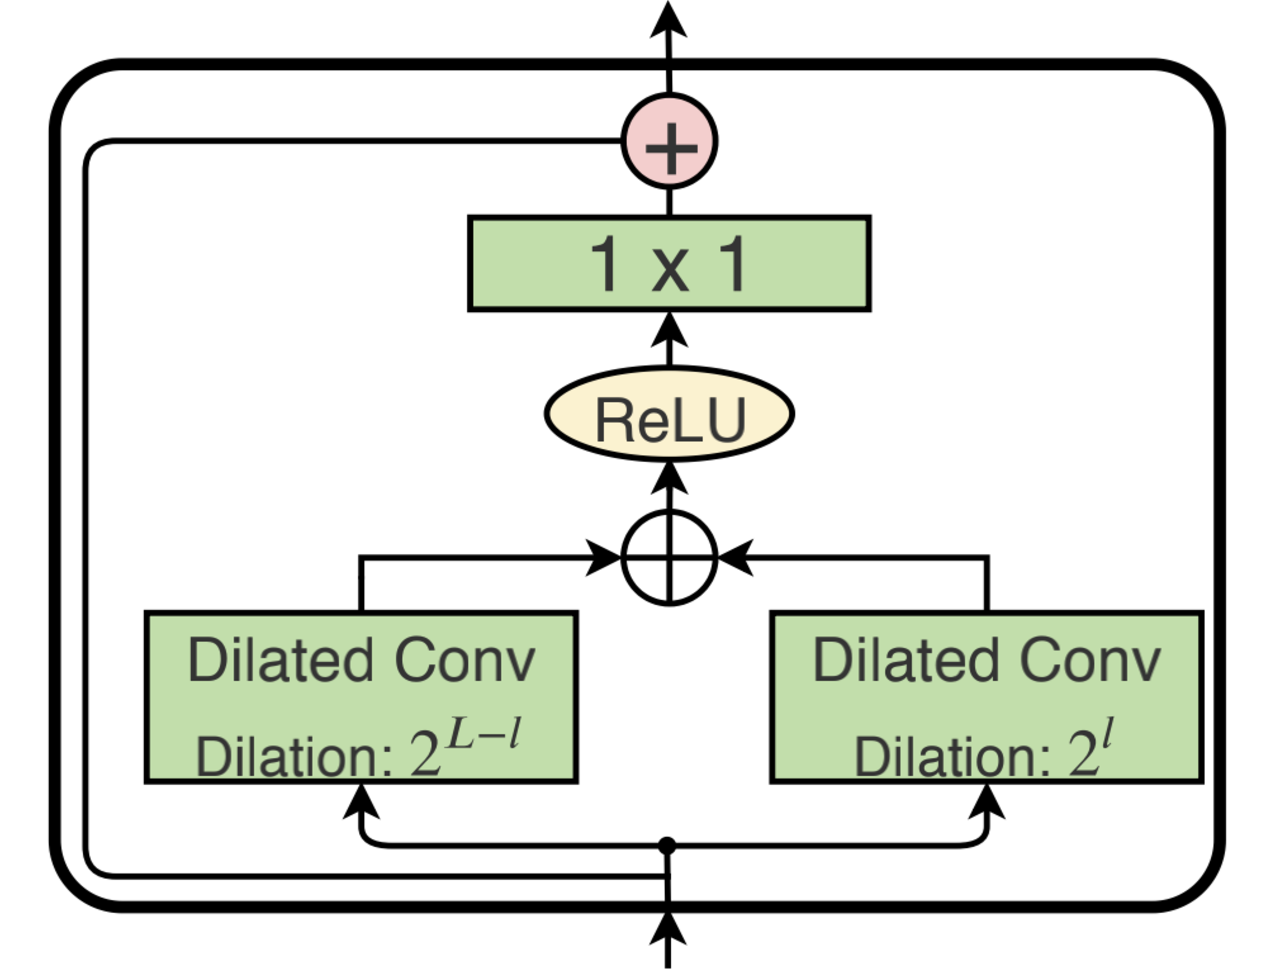 +
1 x 1
ReLU
Dilated Conv
Dilation: 2^{L-l}
Dilated Conv
Dilation: 2^l